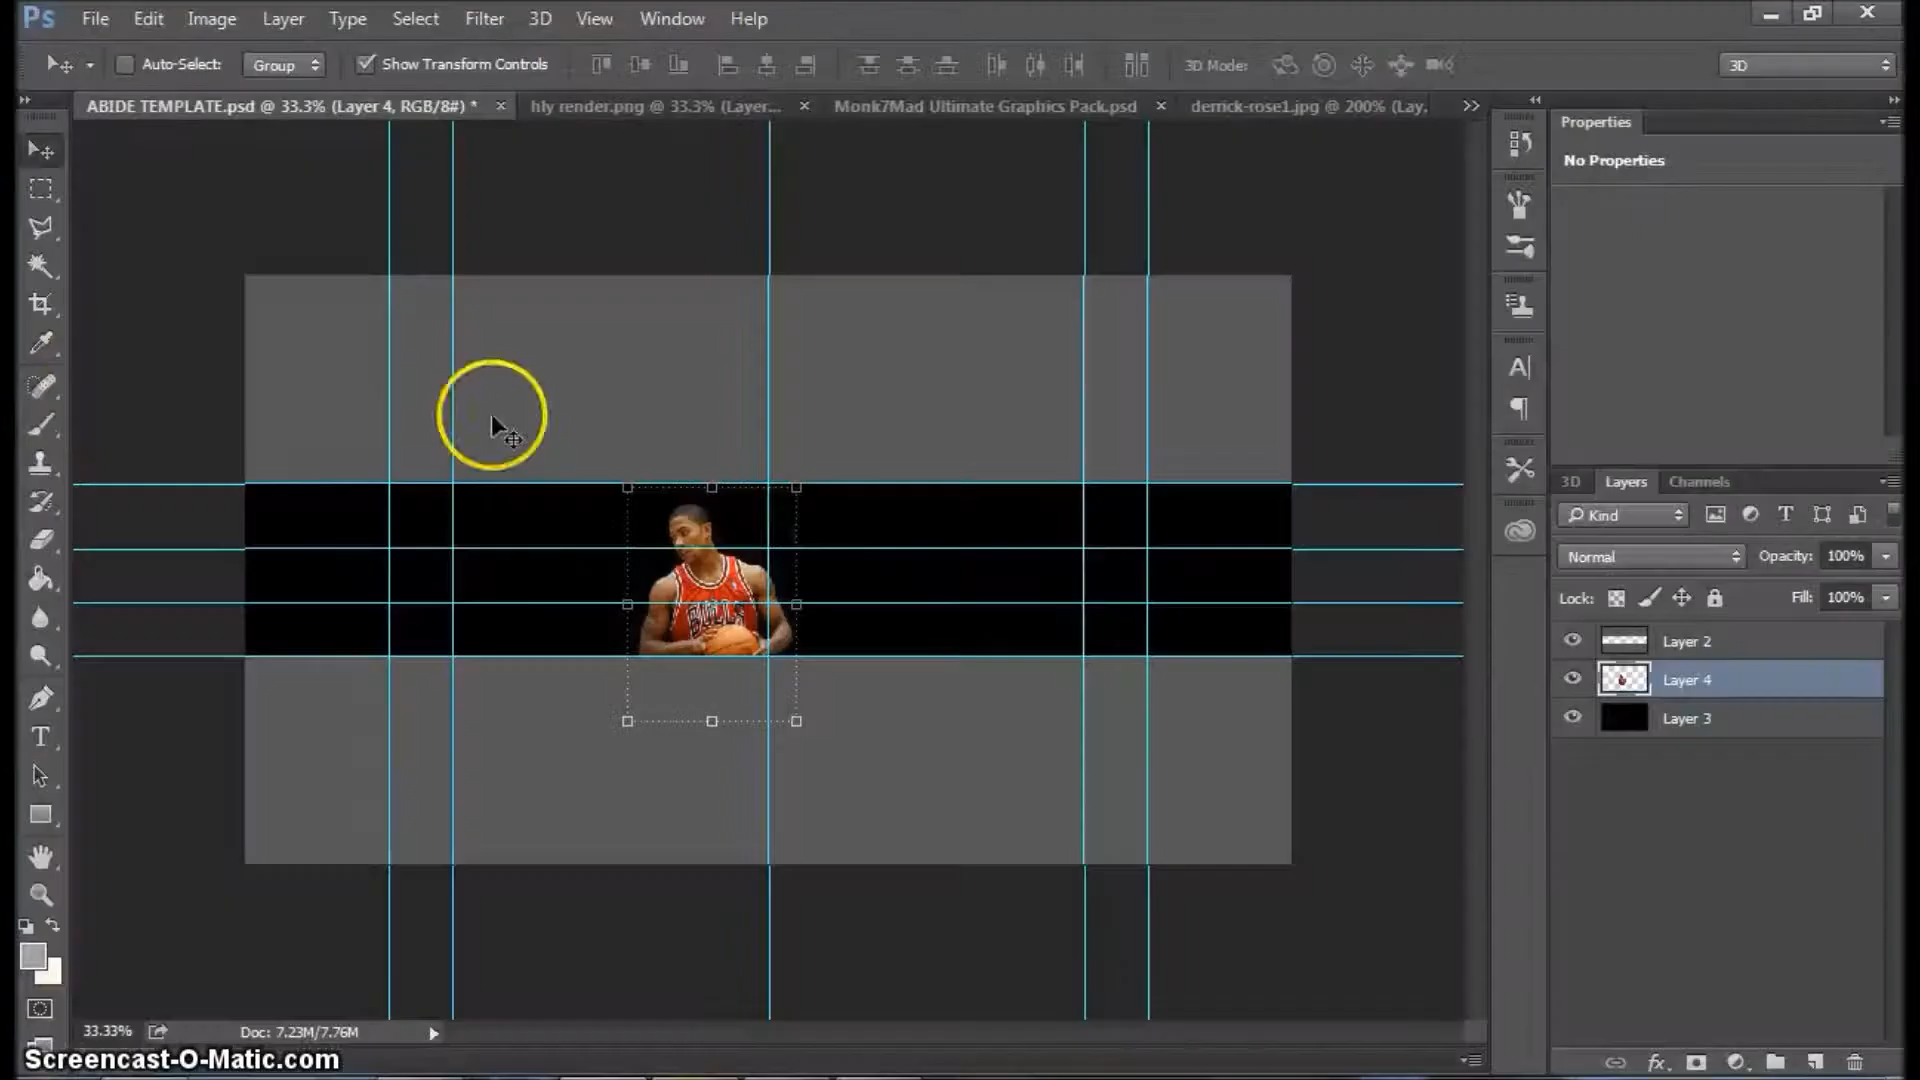 Ps File Edit Image Layer Type Select Filter 3D View Window Help
Auto-Select: Group Show Transform Controls 3D Mode: 3D
ABIDE TEMPLATE.psd @ 33.3% (Layer 4, RGB/8#) * hly render.png @ 33.3% (Layer... Monk7Mad Ultimate Graphics Pack.psd derrick-rose1.jpg @ 200% (Lay.
Properties
No Properties
3D Layers Channels
Kind
Normal Opacity: 100%
Lock: Fill: 100%
Layer 2
Layer 4
Layer 3
BULLS
33.33% Doc: 7.23M/7.76M
Screencast-O-Matic.com